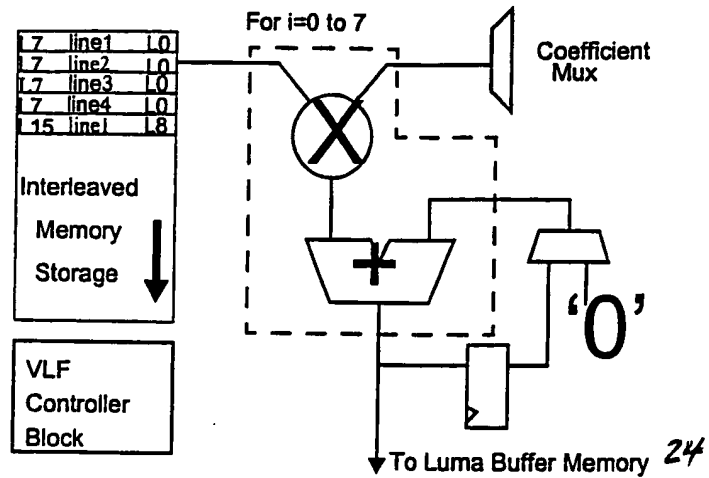 For i=0 to 7
L7 line1 L0
L7 line2 L0
L7 line3 L0
L7 line4 L0
L15 line1 L8
Interleaved
Memory
Storage
Coefficient
Mux
X
+
‘0’
VLF
Controller
Block
To Luma Buffer Memory 24